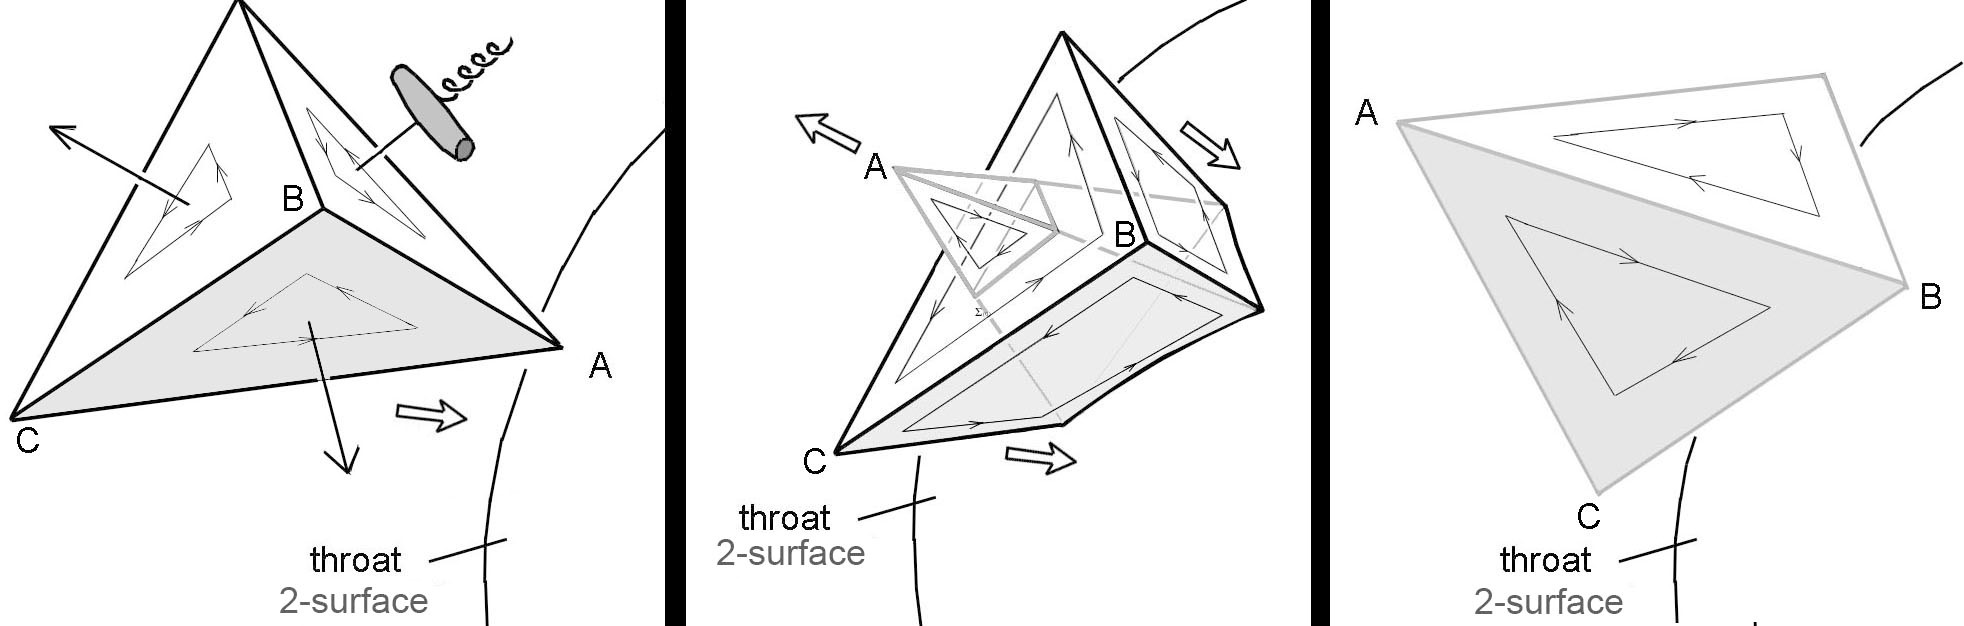 B
A
C
throat
2-surface
A
B
Σ
C
throat
2-surface
A
B
C
throat
2-surface